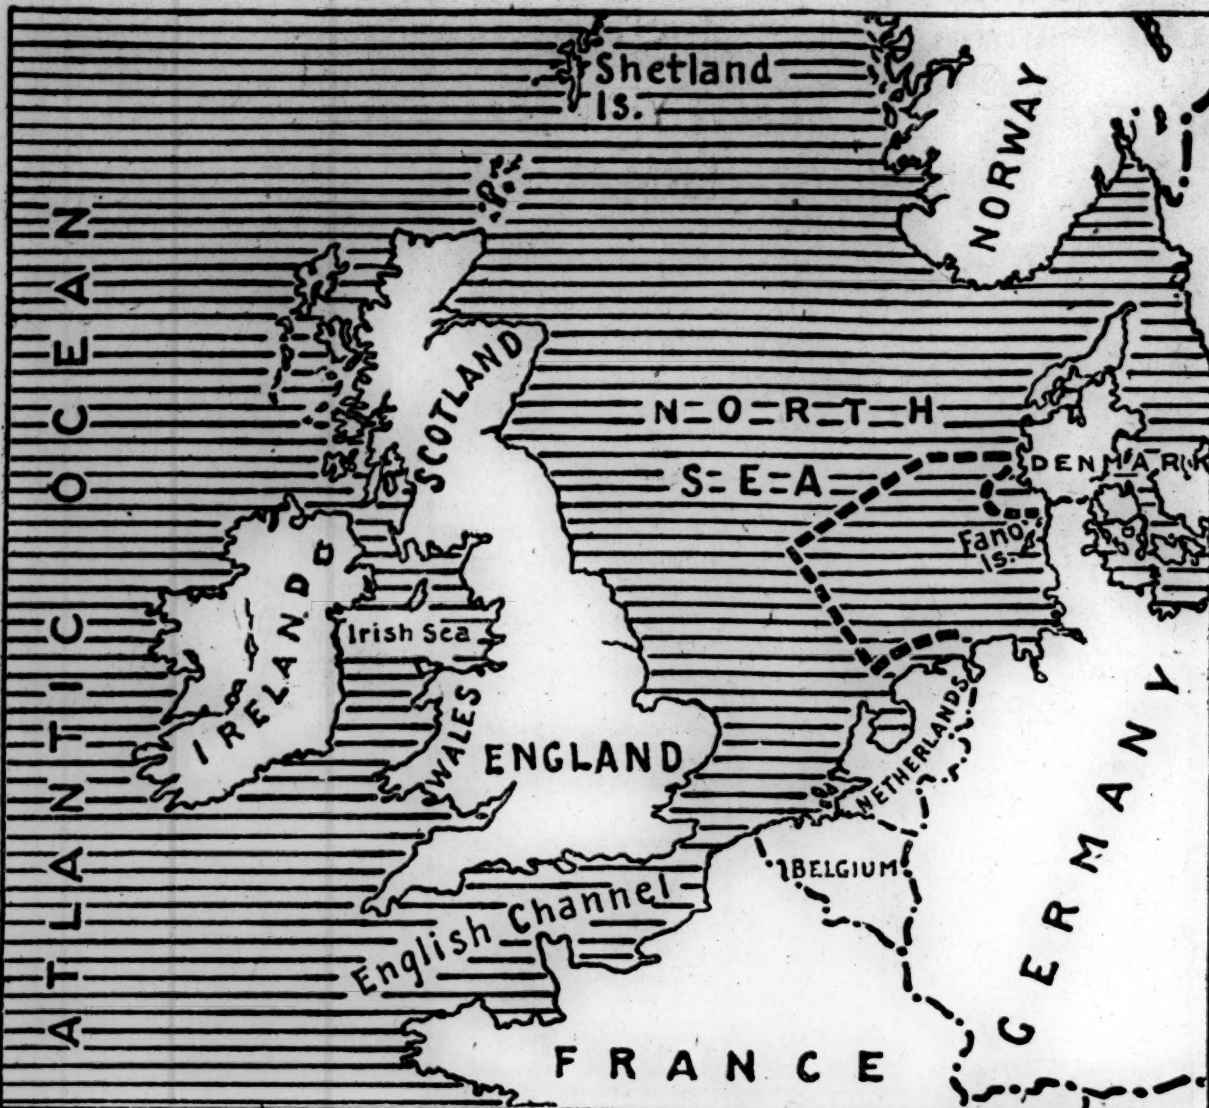 Shetland
Is.
NORWAY
ATLANTIC OCEAN
SCOTLAND
NORTH
SEA
DENMARK
Fano
Is.
IRELAND
Irish Sea
WALES
ENGLAND
NETHERLANDS
GERMANY
BELGIUM
English Channel
FRANCE